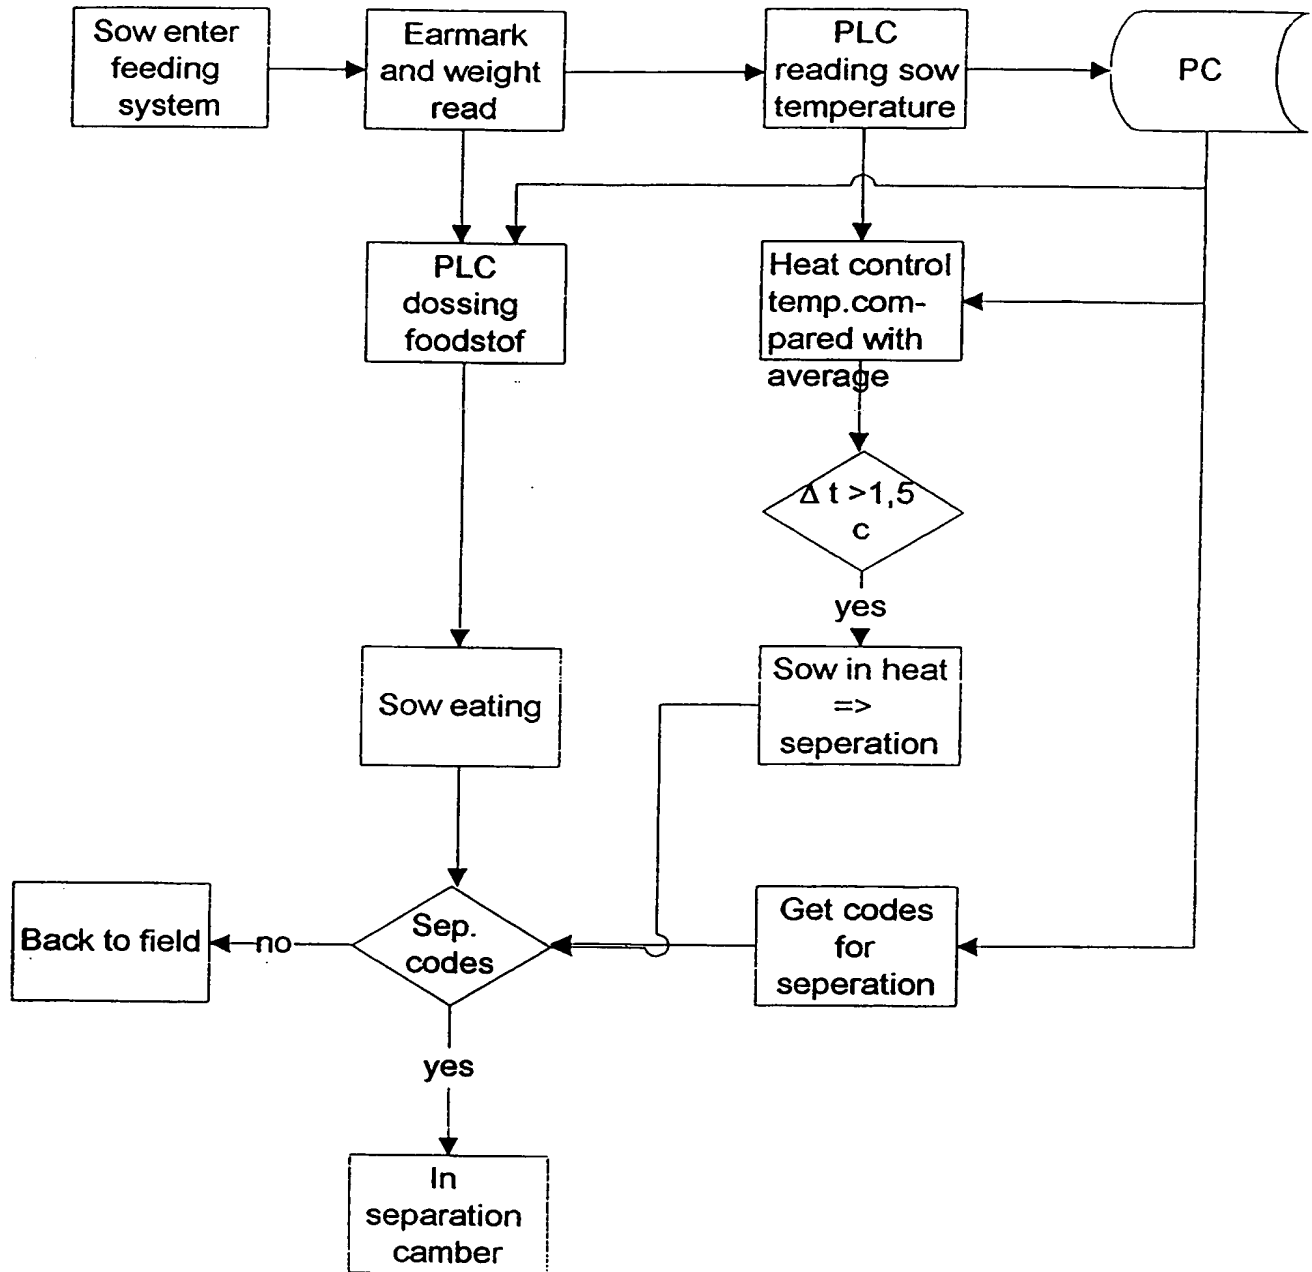 Sow enter
feeding
system
Earmark
and weight
read
PLC
reading sow
temperature
PC
PLC
dossing
foodstof
Heat control
temp.com-
pared with
average
Δ t >1,5
c
yes
Sow eating
Sow in heat
=>
seperation
Back to field
no
Sep.
codes
Get codes
for
seperation
yes
In
separation
camber